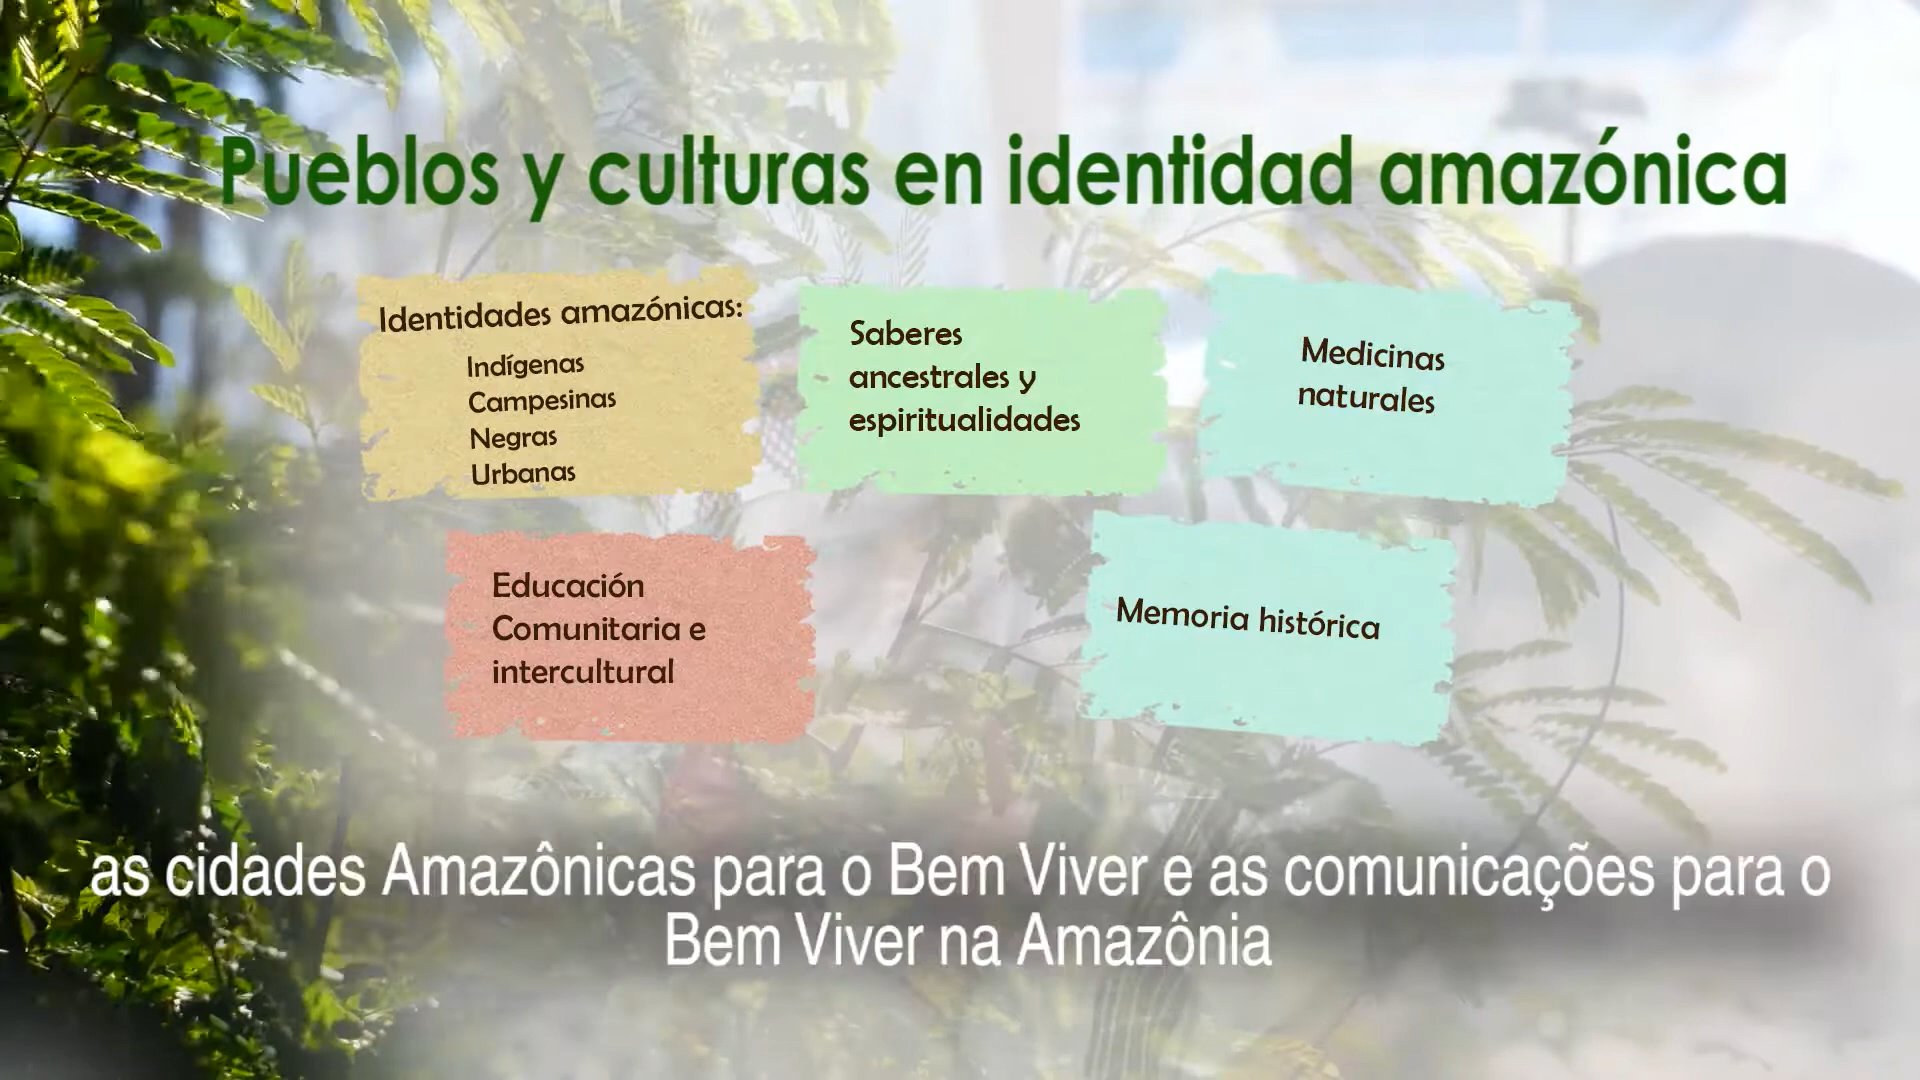 Pueblos y culturas en identidad amazónica
Identidades amazónicas:
Indígenas
Campesinas
Negras
Urbanas
Saberes
ancestrales y
espiritualidades
Medicinas
naturales
Educación
Comunitaria e
intercultural
Memoria histórica
as cidades Amazônicas para o Bem Viver e as comunicações para o
Bem Viver na Amazônia